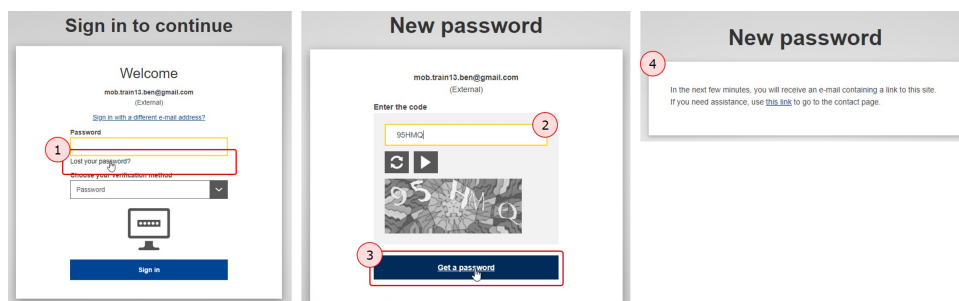 Sign in to continue
Welcome
mob.train13.ben@gmail.com
(External)
Sign in with a different e-mail address?
Password
1
Lost your password?
Choose your verification method
Password
Sign in
New password
mob.train13.ben@gmail.com
(External)
Enter the code
2
95HMQ
95 HMQ
3
Get a password
New password
4
In the next few minutes, you will receive an e-mail containing a link to this site.
If you need assistance, use this link to go to the contact page.